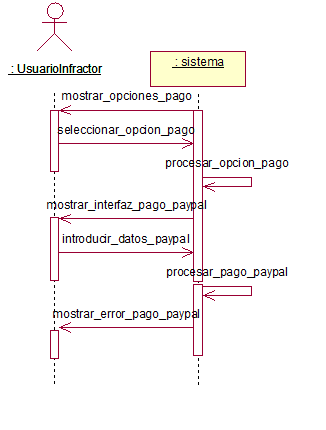 : UsuarioInfractor
: sistema
mostrar_opciones_pago
seleccionar_opcion_pago
procesar_opcion_pago
mostrar_interfaz_pago_paypal
introducir_datos_paypal
procesar_pago_paypal
mostrar_error_pago_paypal